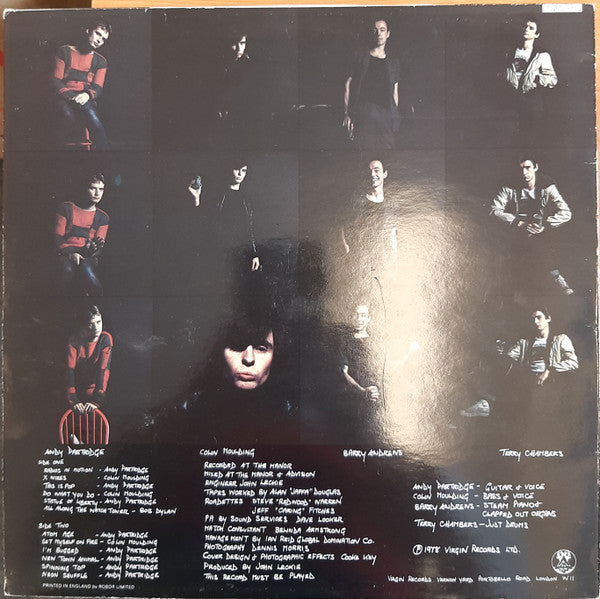 ANDY PARTRIDGE
COLIN MOULDING
BARRY ANDREWS
TERRY CHAMBERS
SIDE ONE
RADIOS IN MOTION - ANDY PARTRIDGE
X WIRES - COLIN MOULDING
THIS IS POP - ANDY PARTRIDGE
DO WHAT YOU DO - COLIN MOULDING
STATUE OF LIBERTY - ANDY PARTRIDGE
ALL ALONG THE WATCH TOWER - BOB DYLAN
SIDE TWO
ATOM AGE - ANDY PARTRIDGE
SET MYSELF ON FIRE - COLIN MOULDING
I'M BUGGED - ANDY PARTRIDGE
NEW TOWN ANIMAL - ANDY PARTRIDGE
SPINNING TOP - ANDY PARTRIDGE
NEON SHUFFLE - ANDY PARTRIDGE
PRINTED IN ENGLAND by ROBOR LIMITED
RECORDED AT THE MANOR
MIXED AT THE MANOR & ADVISION
ENGINEER JOHN LECKIE
TAPES WORKED BY ALAN "JAFFA" DOUGLAS
ROADETTES STEVE "RADWOOD" WARREN
JEFF "CARING" FITCHES
PA BY SOUND SERVICES DAVE LOOKER
MATCH CONSULTANT BELINDA ARMSTRONG
MANAGEMENT BY IAN REID GLOBAL DOMINATION CO.
PHOTOGRAPHY DENNIS MORRIS
COVER DESIGN & PHOTOGRAPHIC EFFECTS COOKE KEY
PRODUCED BY JOHN LECKIE
THIS RECORD MUST BE PLAYED
ANDY PARTRIDGE - GUITAR & VOICE
COLIN MOULDING - BASS & VOICE
BARRY ANDREWS - STEAM PIANO &
CLAPPED OUT ORGANS
TERRY CHAMBERS - JUST DRUMS
℗ 1978 VIRGIN RECORDS LTD.
VIRGIN RECORDS VERNON YARD PORTOBELLO ROAD LONDON W11